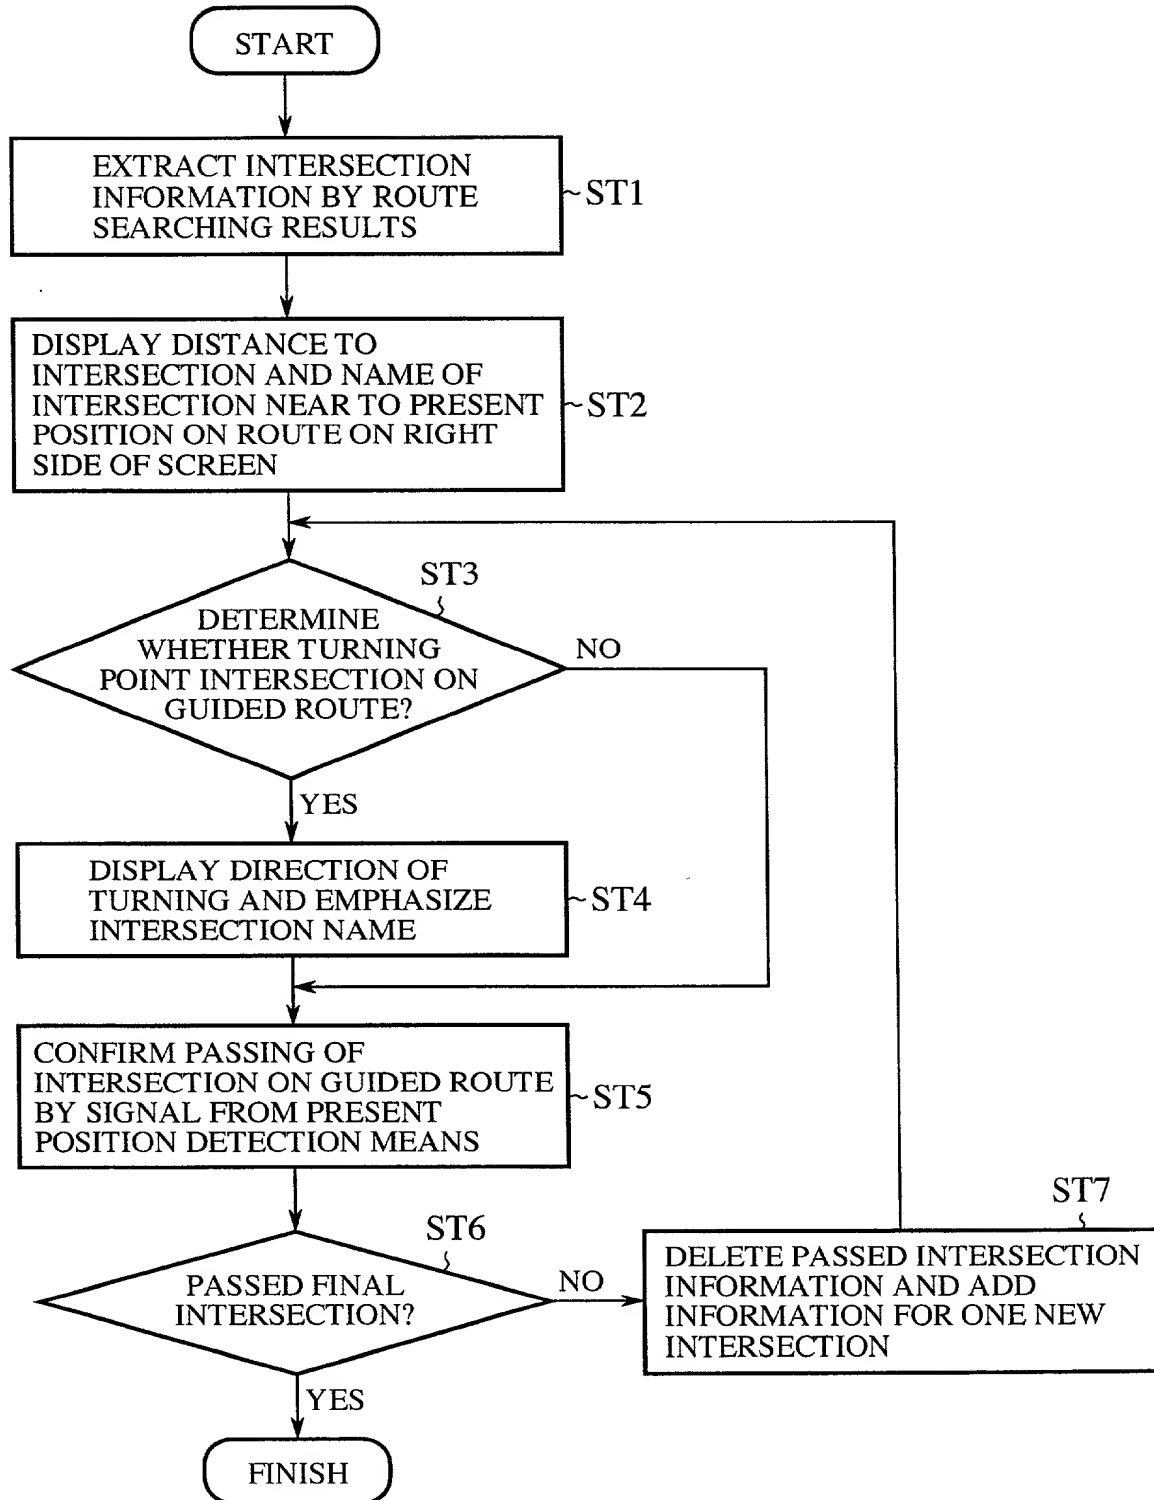 START
EXTRACT INTERSECTION
INFORMATION BY ROUTE
SEARCHING RESULTS
ST1
DISPLAY DISTANCE TO
INTERSECTION AND NAME OF
INTERSECTION NEAR TO PRESENT
POSITION ON ROUTE ON RIGHT
SIDE OF SCREEN
ST2
ST3
DETERMINE
WHETHER TURNING
POINT INTERSECTION ON
GUIDED ROUTE?
NO
YES
DISPLAY DIRECTION OF
TURNING AND EMPHASIZE
INTERSECTION NAME
ST4
CONFIRM PASSING OF
INTERSECTION ON GUIDED ROUTE
BY SIGNAL FROM PRESENT
POSITION DETECTION MEANS
ST5
ST6
PASSED FINAL
INTERSECTION?
NO
ST7
DELETE PASSED INTERSECTION
INFORMATION AND ADD
INFORMATION FOR ONE NEW
INTERSECTION
YES
FINISH